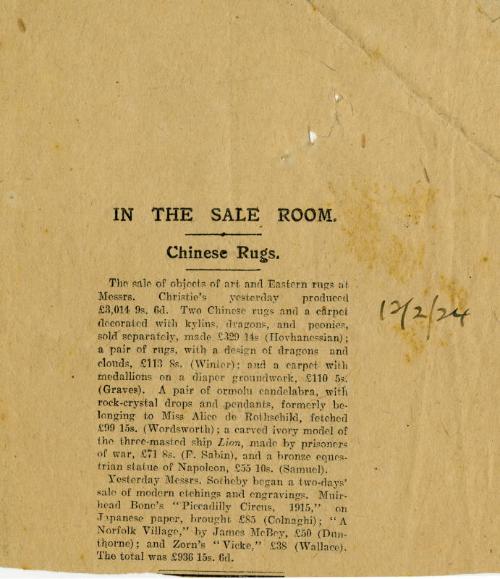 IN THE SALE ROOM.
Chinese Rugs.
The sale of objects of art and Eastern rugs at
Messrs. Christie's yesterday produced
£3,014 9s. 6d. Two Chinese rugs and a carpet
decorated with kylins, dragons, and peonies,
sold separately, made £329 14s (Hovhanessian);
a pair of rugs, with a design of dragons and
clouds, £113 8s. (Winter); and a carpet with
medallions on a diaper groundwork, £110 5s.
(Graves). A pair of ormolu candelabra, with
rock-crystal drops and pendants, formerly be-
longing to Miss Alice de Rothschild, fetched
£99 15s. (Wordsworth); a carved ivory model of
the three-masted ship Lion, made by prisoners
of war, £71 8s. (F. Sabin), and a bronze eques-
trian statue of Napoleon, £55 10s. (Samuel).
Yesterday Messrs. Sotheby began a two-days'
sale of modern etchings and engravings. Muir-
head Bone's "Piccadilly Circus, 1915," on
Japanese paper, brought £85 (Colnaghi); "A
Norfolk Village," by James McBey, £50 (Dun-
thorne); and Zorn's "Vicke," £38 (Wallace).
The total was £936 15s. 6d.
12/2/24